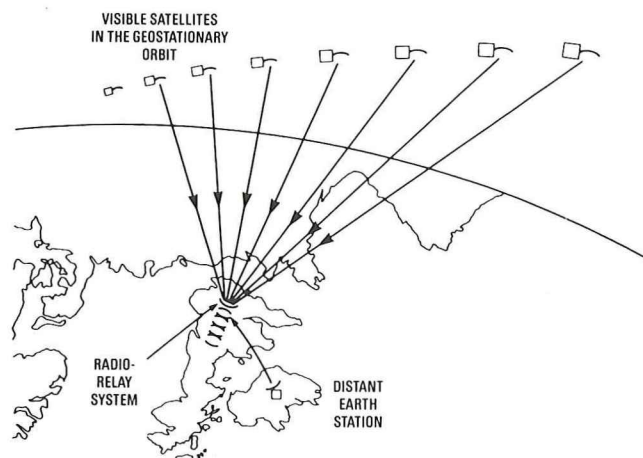 VISIBLE SATELLITES
IN THE GEOSTATIONARY
ORBIT
RADIO-
RELAY
SYSTEM
DISTANT
EARTH
STATION